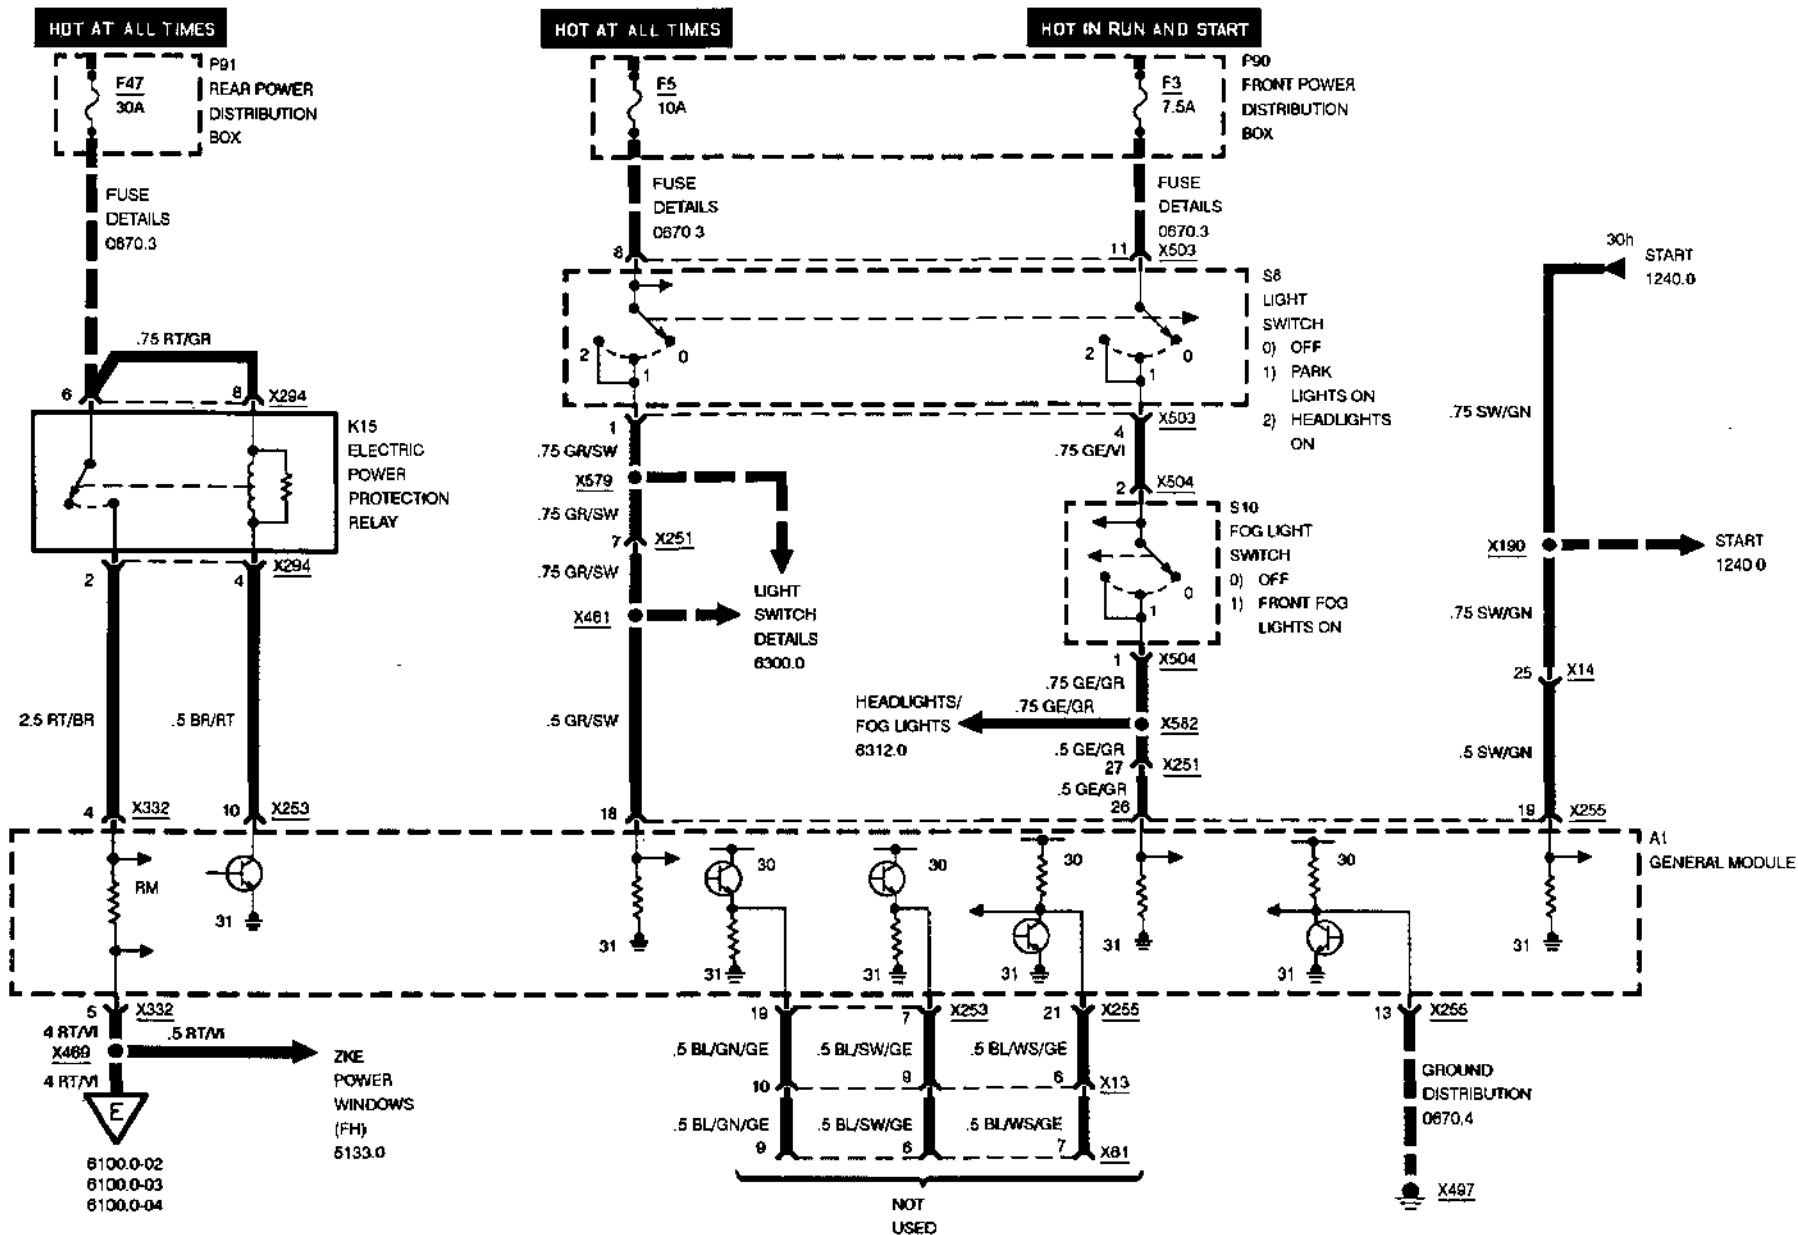 HOT AT ALL TIMES
HOT AT ALL TIMES
HOT IN RUN AND START
P91
REAR POWER
DISTRIBUTION
BOX
F47
30A
F5
10A
F3
7.5A
P90
FRONT POWER
DISTRIBUTION
BOX
FUSE
DETAILS
0670.3
FUSE
DETAILS
0670 3
FUSE
DETAILS
0670.3
8
11
X503
30h
START
1240.0
S8
LIGHT
SWITCH
0) OFF
1) PARK
LIGHTS ON
2) HEADLIGHTS
ON
2
0
1
2
0
1
.75 RT/GR
6
8
X294
K15
ELECTRIC
POWER
PROTECTION
RELAY
1
.75 GR/SW
X579
.75 GR/SW
7
X251
.75 GR/SW
X461
LIGHT
SWITCH
DETAILS
6300.0
4
X503
.75 GE/VI
2
X504
S10
FOG LIGHT
SWITCH
0) OFF
1) FRONT FOG
LIGHTS ON
0
1
.75 SW/GN
X190
START
1240 0
.75 SW/GN
25
X14
.5 SW/GN
2
4
X294
2.5 RT/BR
.5 BR/RT
.5 GR/SW
1
X504
.75 GE/GR
HEADLIGHTS/
FOG LIGHTS
6312.0
.75 GE/GR
X582
.5 GE/GR
27
X251
.5 GE/GR
4
X332
10
X253
18
26
19
X255
A1
GENERAL MODULE
RM
31
31
30
31
30
31
30
31
31
30
31
31
5
X332
4 RT/VI
.5 RT/VI
X469
4 RT/VI
E
ZKE
POWER
WINDOWS
(FH)
5133.0
6100.0-02
6100.0-03
6100.0-04
19
7
X253
21
X255
13
X255
.5 BL/GN/GE
.5 BL/SW/GE
.5 BL/WS/GE
10
9
6
X13
.5 BL/GN/GE
.5 BL/SW/GE
.5 BL/WS/GE
9
6
7
X61
NOT
USED
GROUND
DISTRIBUTION
0670.4
X497